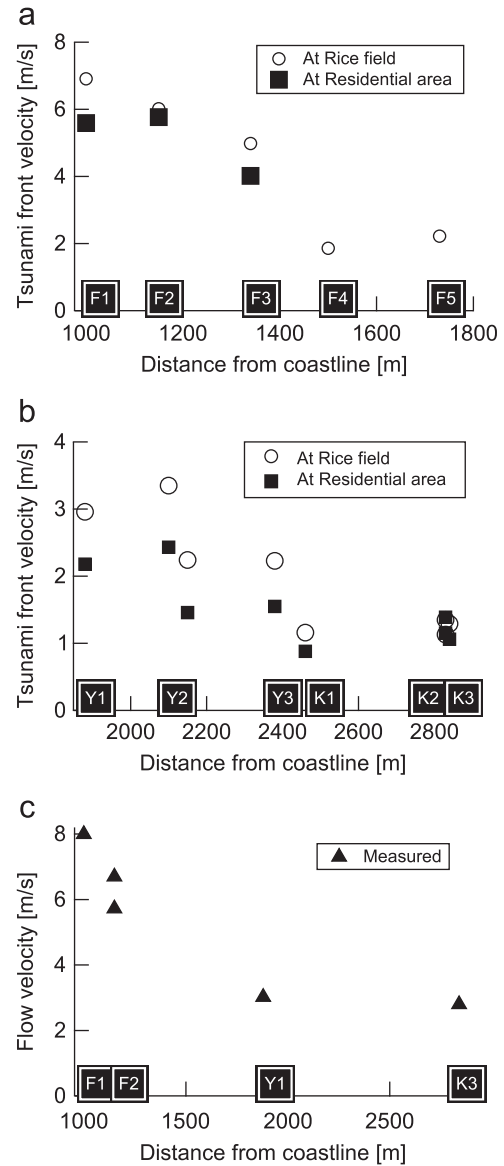 a
8
At Rice field
At Residential area
6
4
2
0
Tsunami front velocity [m/s]
F1 F2 F3 F4 F5
1000 1200 1400 1600 1800
Distance from coastline [m]
b
4
At Rice field
At Residential area
3
2
1
0
Tsunami front velocity [m/s]
Y1 Y2 Y3 K1 K2 K3
2000 2200 2400 2600 2800
Distance from coastline [m]
c
8
Measured
6
4
2
0
Flow velocity [m/s]
F1 F2 Y1 K3
1000 1500 2000 2500
Distance from coastline [m]